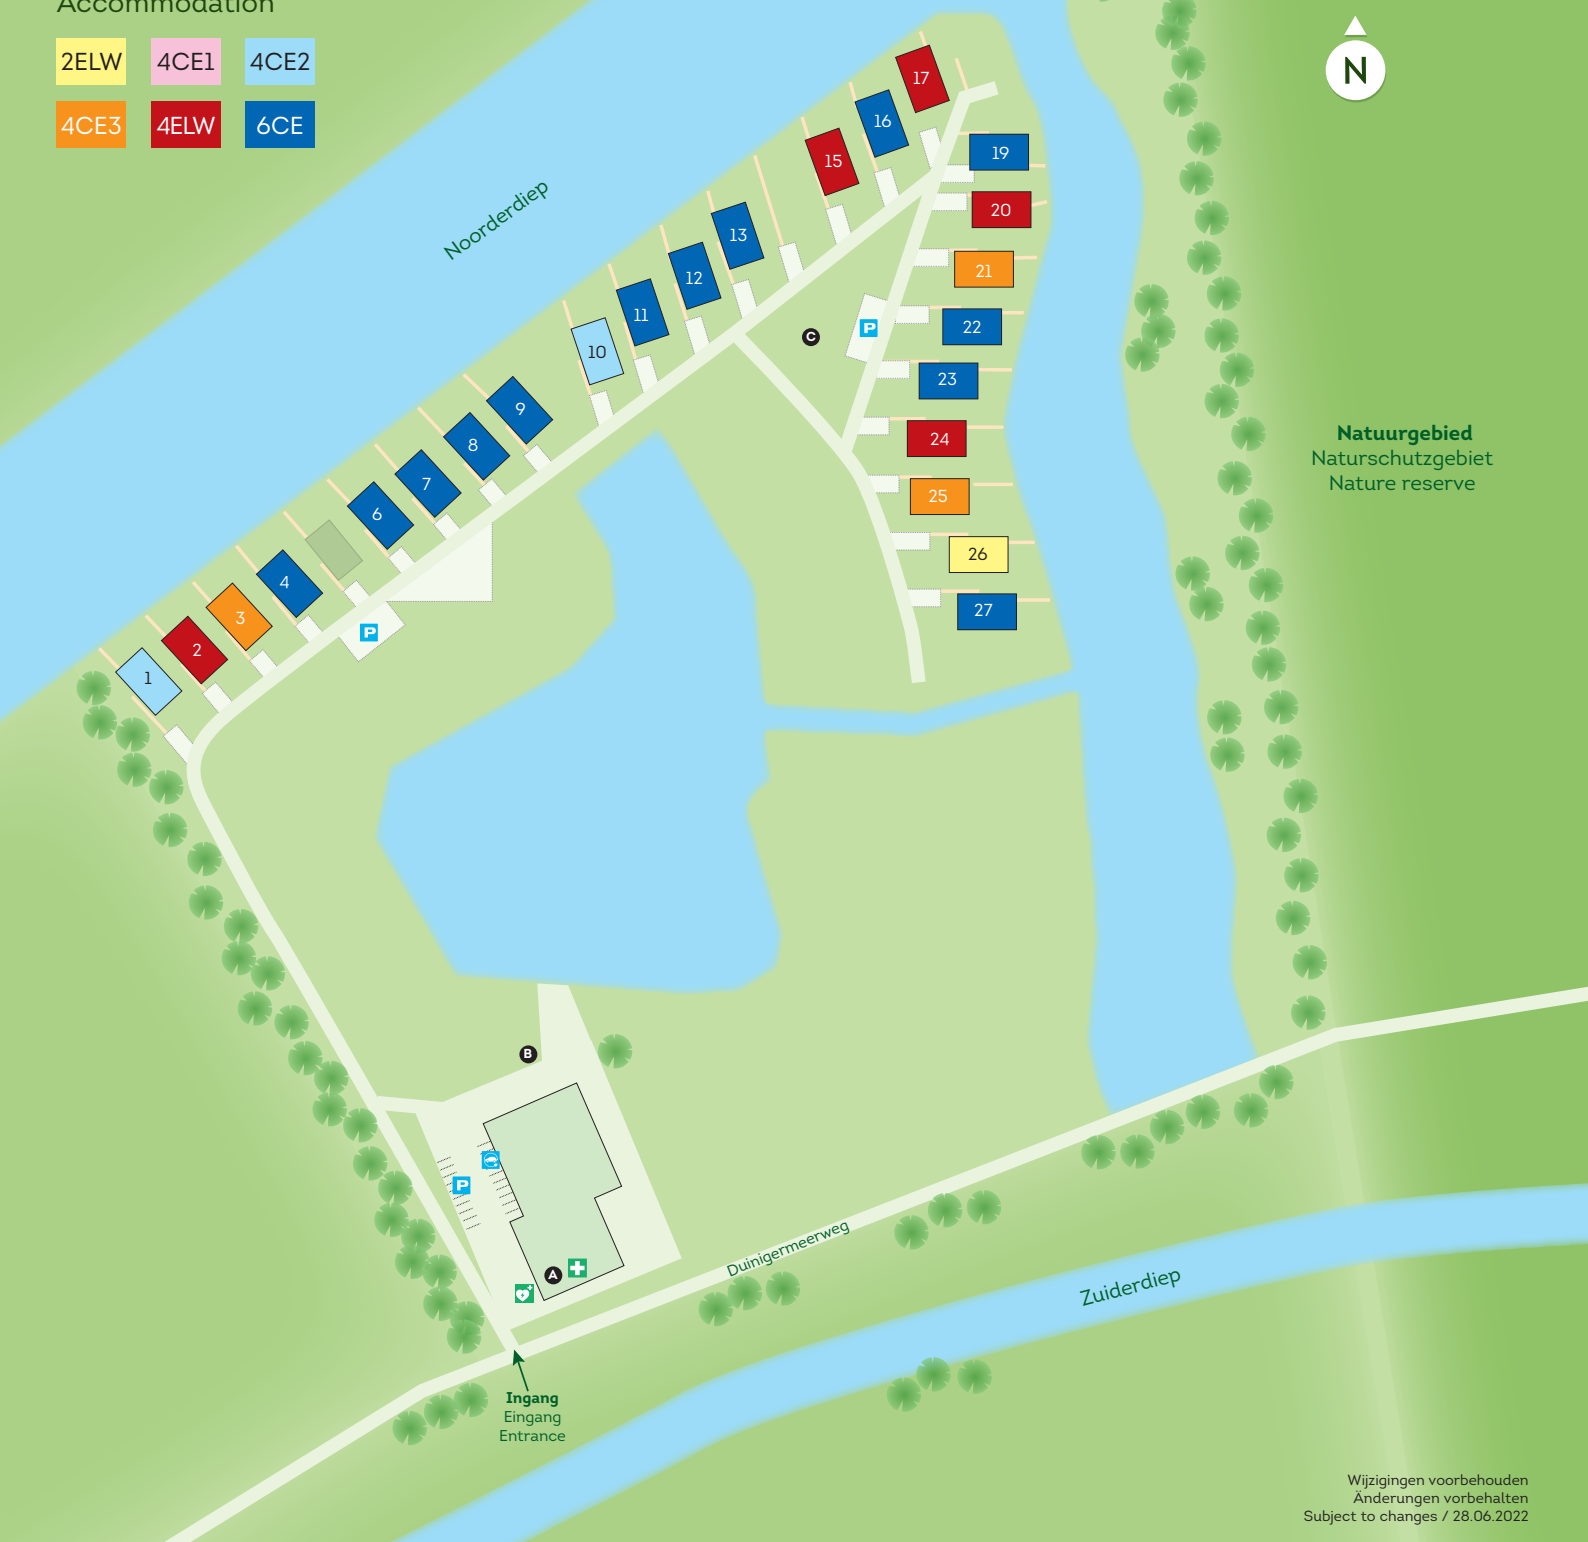 Accommodation
2ELW 4CE1 4CE2
4CE3 4ELW 6CE
N
Noorderdiep
17
16
15
19
20
13
21
12
11
22
P
C
10
23
9
24
8
7
25
6
26
4
27
3
P
2
1
Natuurgebied
Naturschutzgebiet
Nature reserve
B
P
A
Duinigermeerweg
Zuiderdiep
Ingang
Eingang
Entrance
Wijzigingen voorbehouden
Änderungen vorbehalten
Subject to changes / 28.06.2022